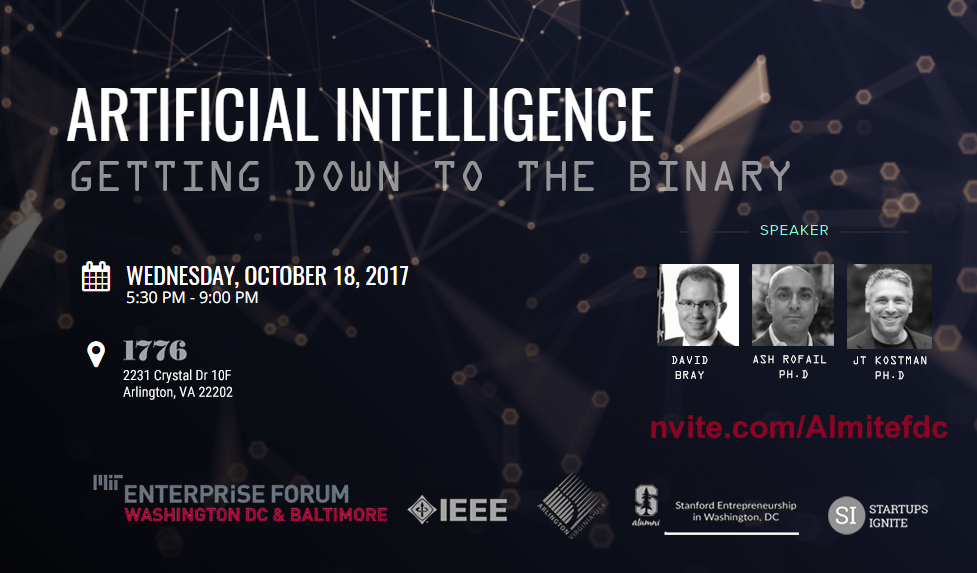 ARTIFICIAL INTELLIGENCE
GETTING DOWN TO THE BINARY
SPEAKER
WEDNESDAY, OCTOBER 18, 2017
5:30 PM - 9:00 PM
1776
2231 Crystal Dr 10F
Arlington, VA 22202
DAVID
BRAY
ASH ROFAIL
PH.D
JT KOSTMAN
PH.D
nvite.com/AImitefdc
MIT
ENTERPRISE FORUM
WASHINGTON DC & BALTIMORE
IEEE
ARLINGTON
VIRGINIA USA
alumni
Stanford Entrepreneurship
in Washington, DC
SI
STARTUPS
IGNITE